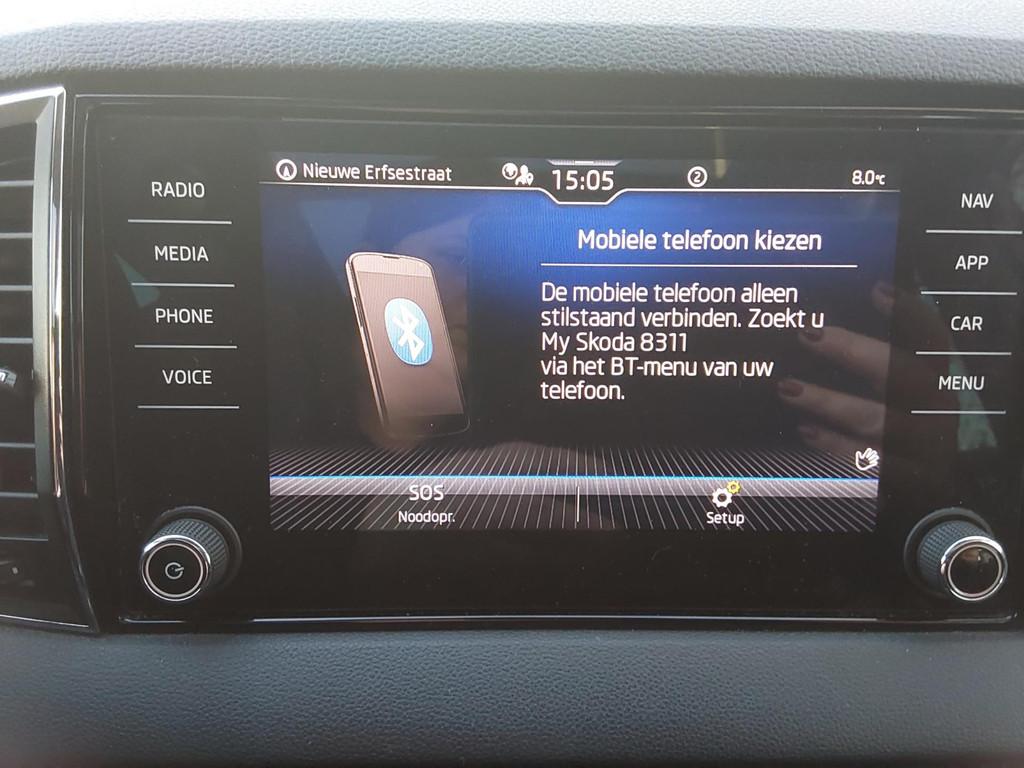 RADIO
MEDIA
PHONE
VOICE
Nieuwe Erfsestraat
15:05
2
8.0°C
Mobiele telefoon kiezen
De mobiele telefoon alleen
stilstaand verbinden. Zoekt u
My Skoda 8311
via het BT-menu van uw
telefoon.
SOS
Noodopr.
Setup
NAV
APP
CAR
MENU